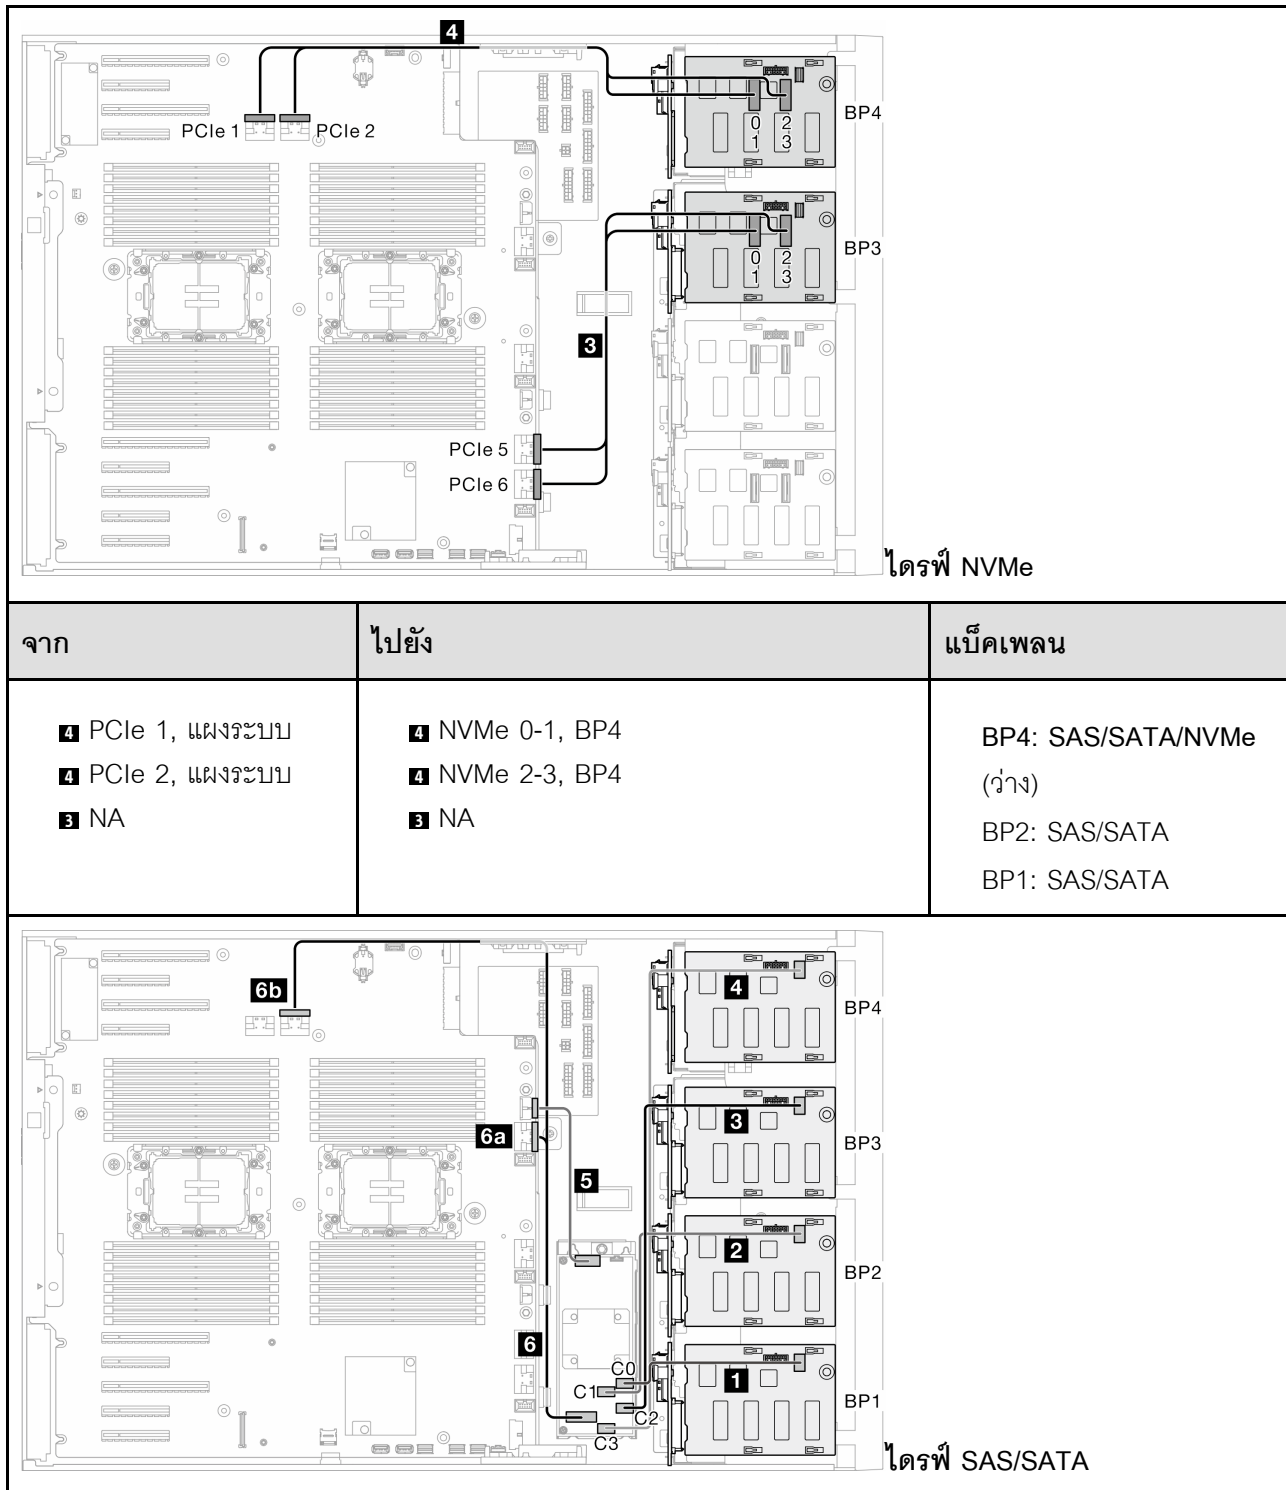 4
PCIe 1
PCIe 2
0
1
2
3
BP4
0
1
2
3
BP3
3
PCIe 5
PCIe 6
ไดรฟ์ NVMe
จาก
ไปยัง
แบ็คเพลน
4 PCIe 1, แผงระบบ
4 PCIe 2, แผงระบบ
3 NA
4 NVMe 0-1, BP4
4 NVMe 2-3, BP4
3 NA
BP4: SAS/SATA/NVMe
(ว่าง)
BP2: SAS/SATA
BP1: SAS/SATA
6b
4
BP4
6a
3
BP3
5
2
BP2
6
C0
C1
C2
C3
1
BP1
ไดรฟ์ SAS/SATA